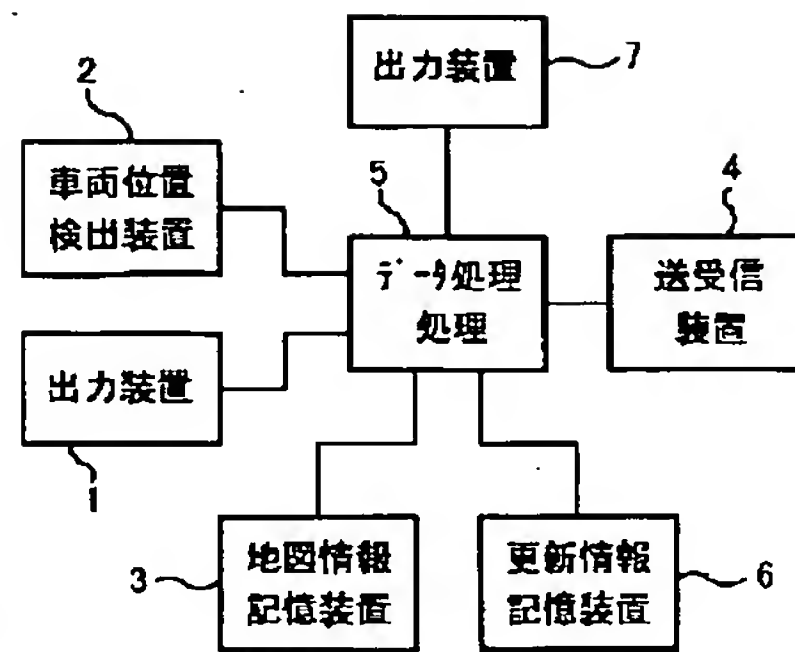 出力装置
7
2
車両位置
検出装置
5
データ処理
処理
4
送受信
装置
出力装置
1
3
地図情報
記憶装置
更新情報
記憶装置
6